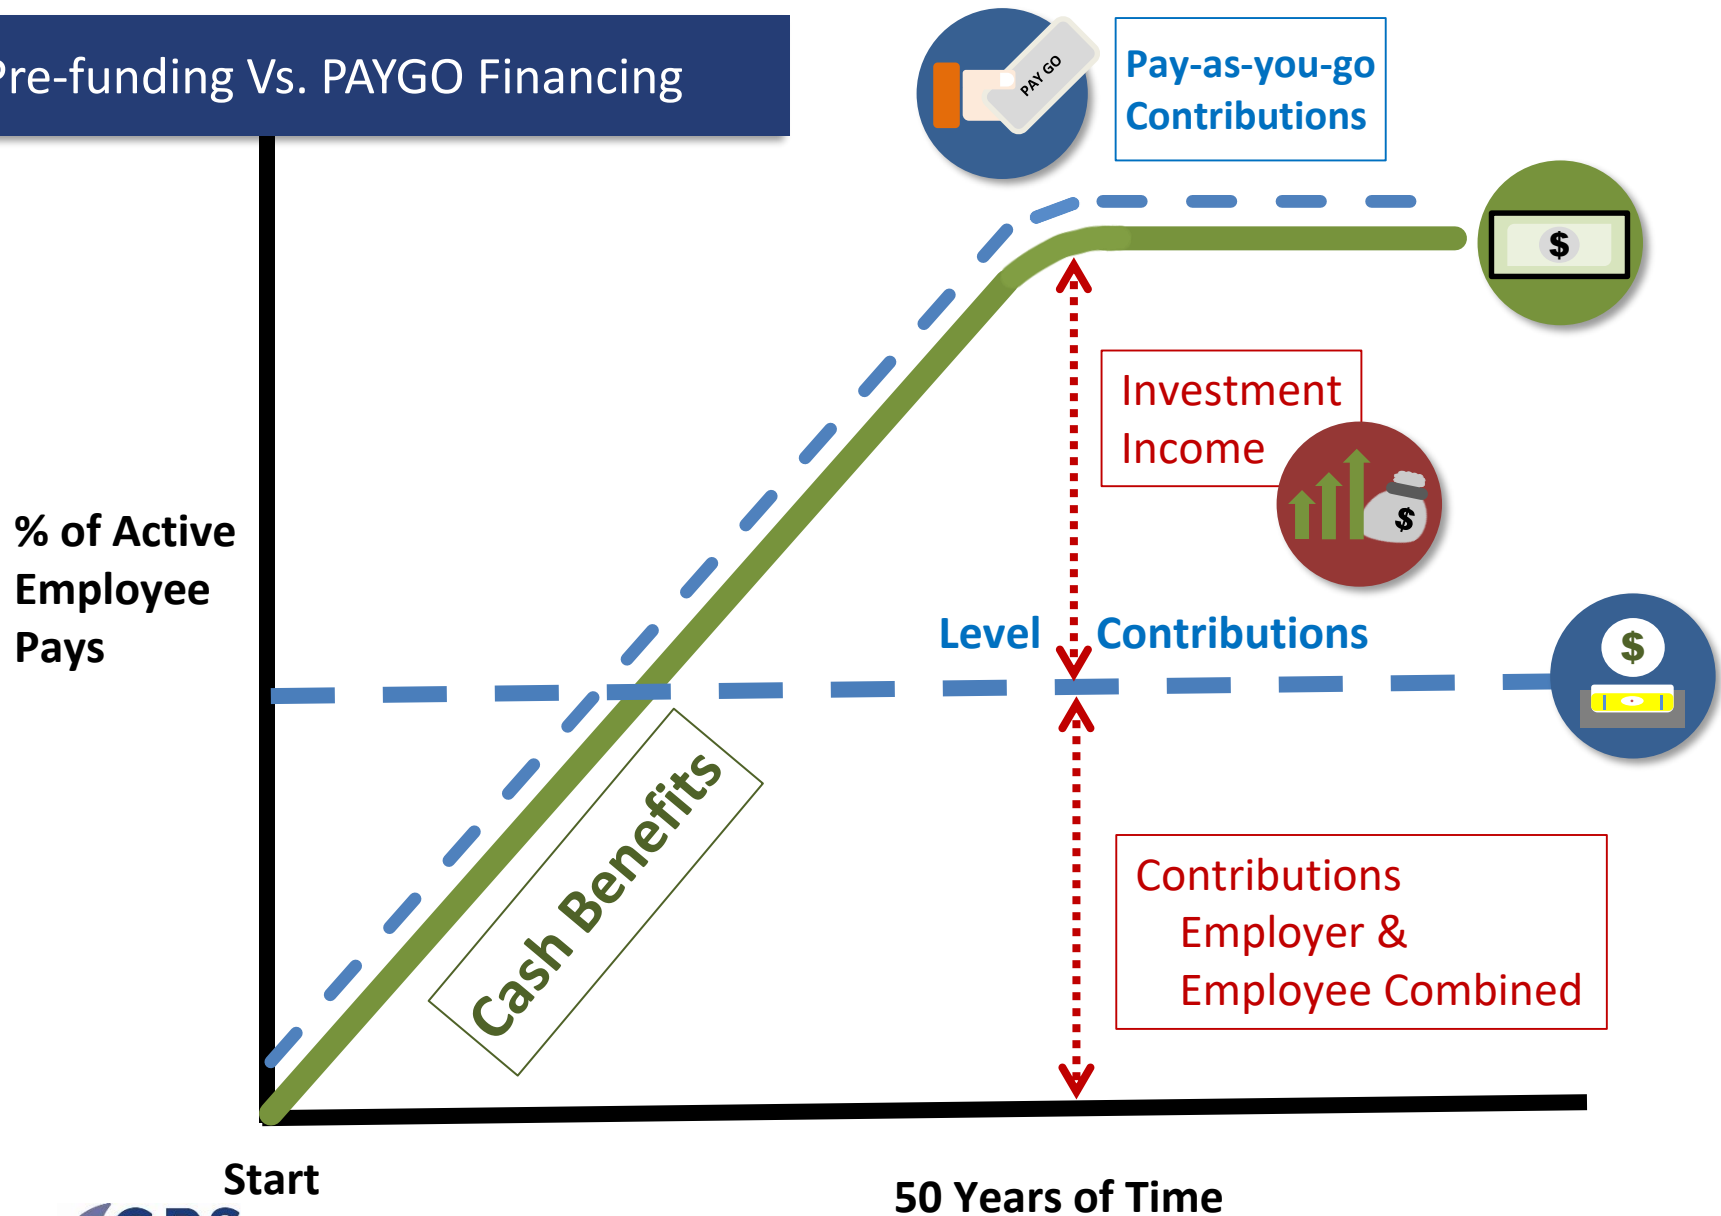 Pre-funding Vs. PAYGO Financing
PAY GO
Pay-as-you-go
Contributions
$
Investment
Income
$
% of Active
Employee
Pays
Level Contributions
$
Cash Benefits
Contributions
Employer &
Employee Combined
Start
50 Years of Time